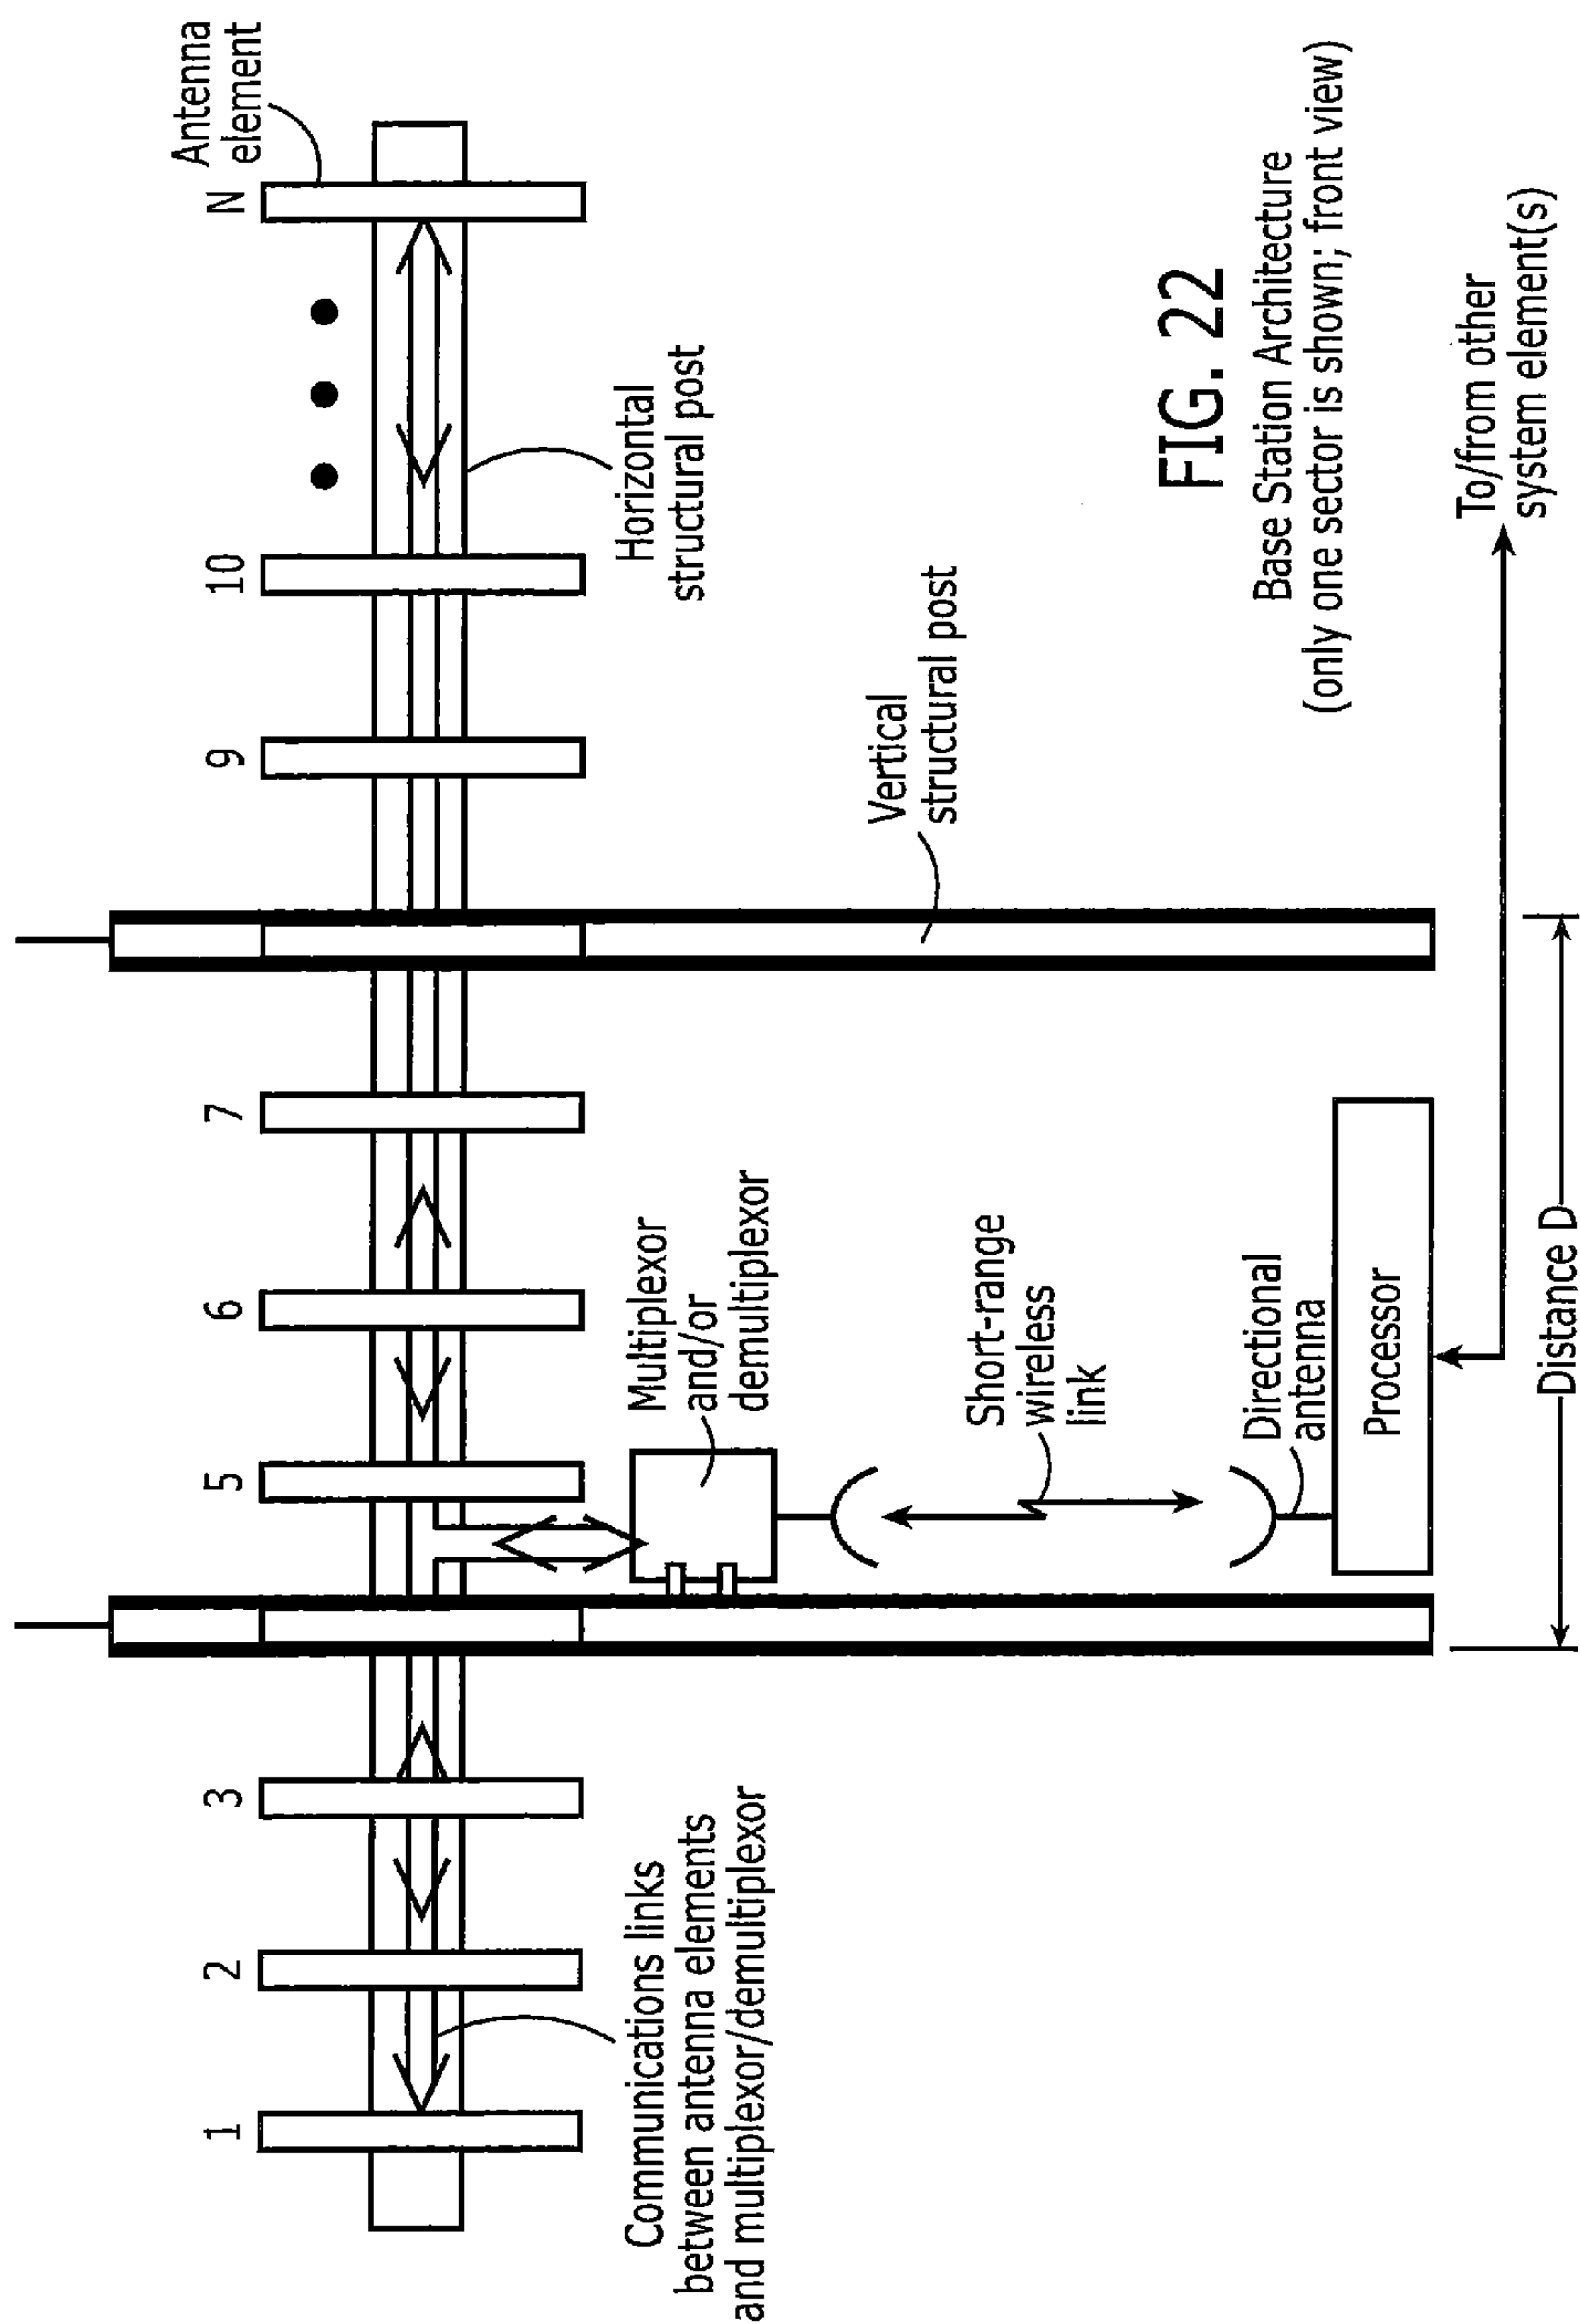 1
2
3
5
6
7
9
10
N
Antenna
element
Communications links
between antenna elements
and multiplexor/demultiplexor
Multiplexor
and/or
demultiplexor
Horizontal
structural post
Short-range
wireless
link
Vertical
structural post
Directional
antenna
Processor
FIG. 22
Base Station Architecture
(only one sector is shown; front view)
To/from other
system element(s)
Distance D